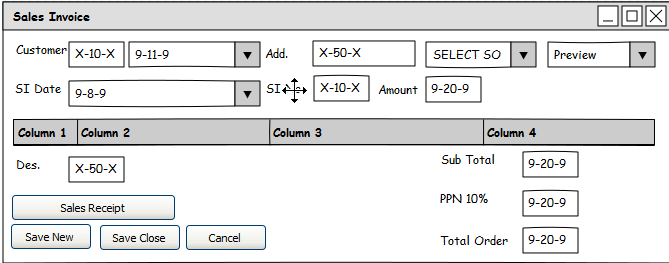 Sales Invoice
Customer X-10-X 9-11-9 Add. X-50-X SELECT SO Preview
SI Date 9-8-9 SI X-10-X Amount 9-20-9
Column 1 Column 2 Column 3 Column 4
Des. X-50-X Sub Total 9-20-9
Sales Receipt PPN 10% 9-20-9
Save New Save Close Cancel Total Order 9-20-9